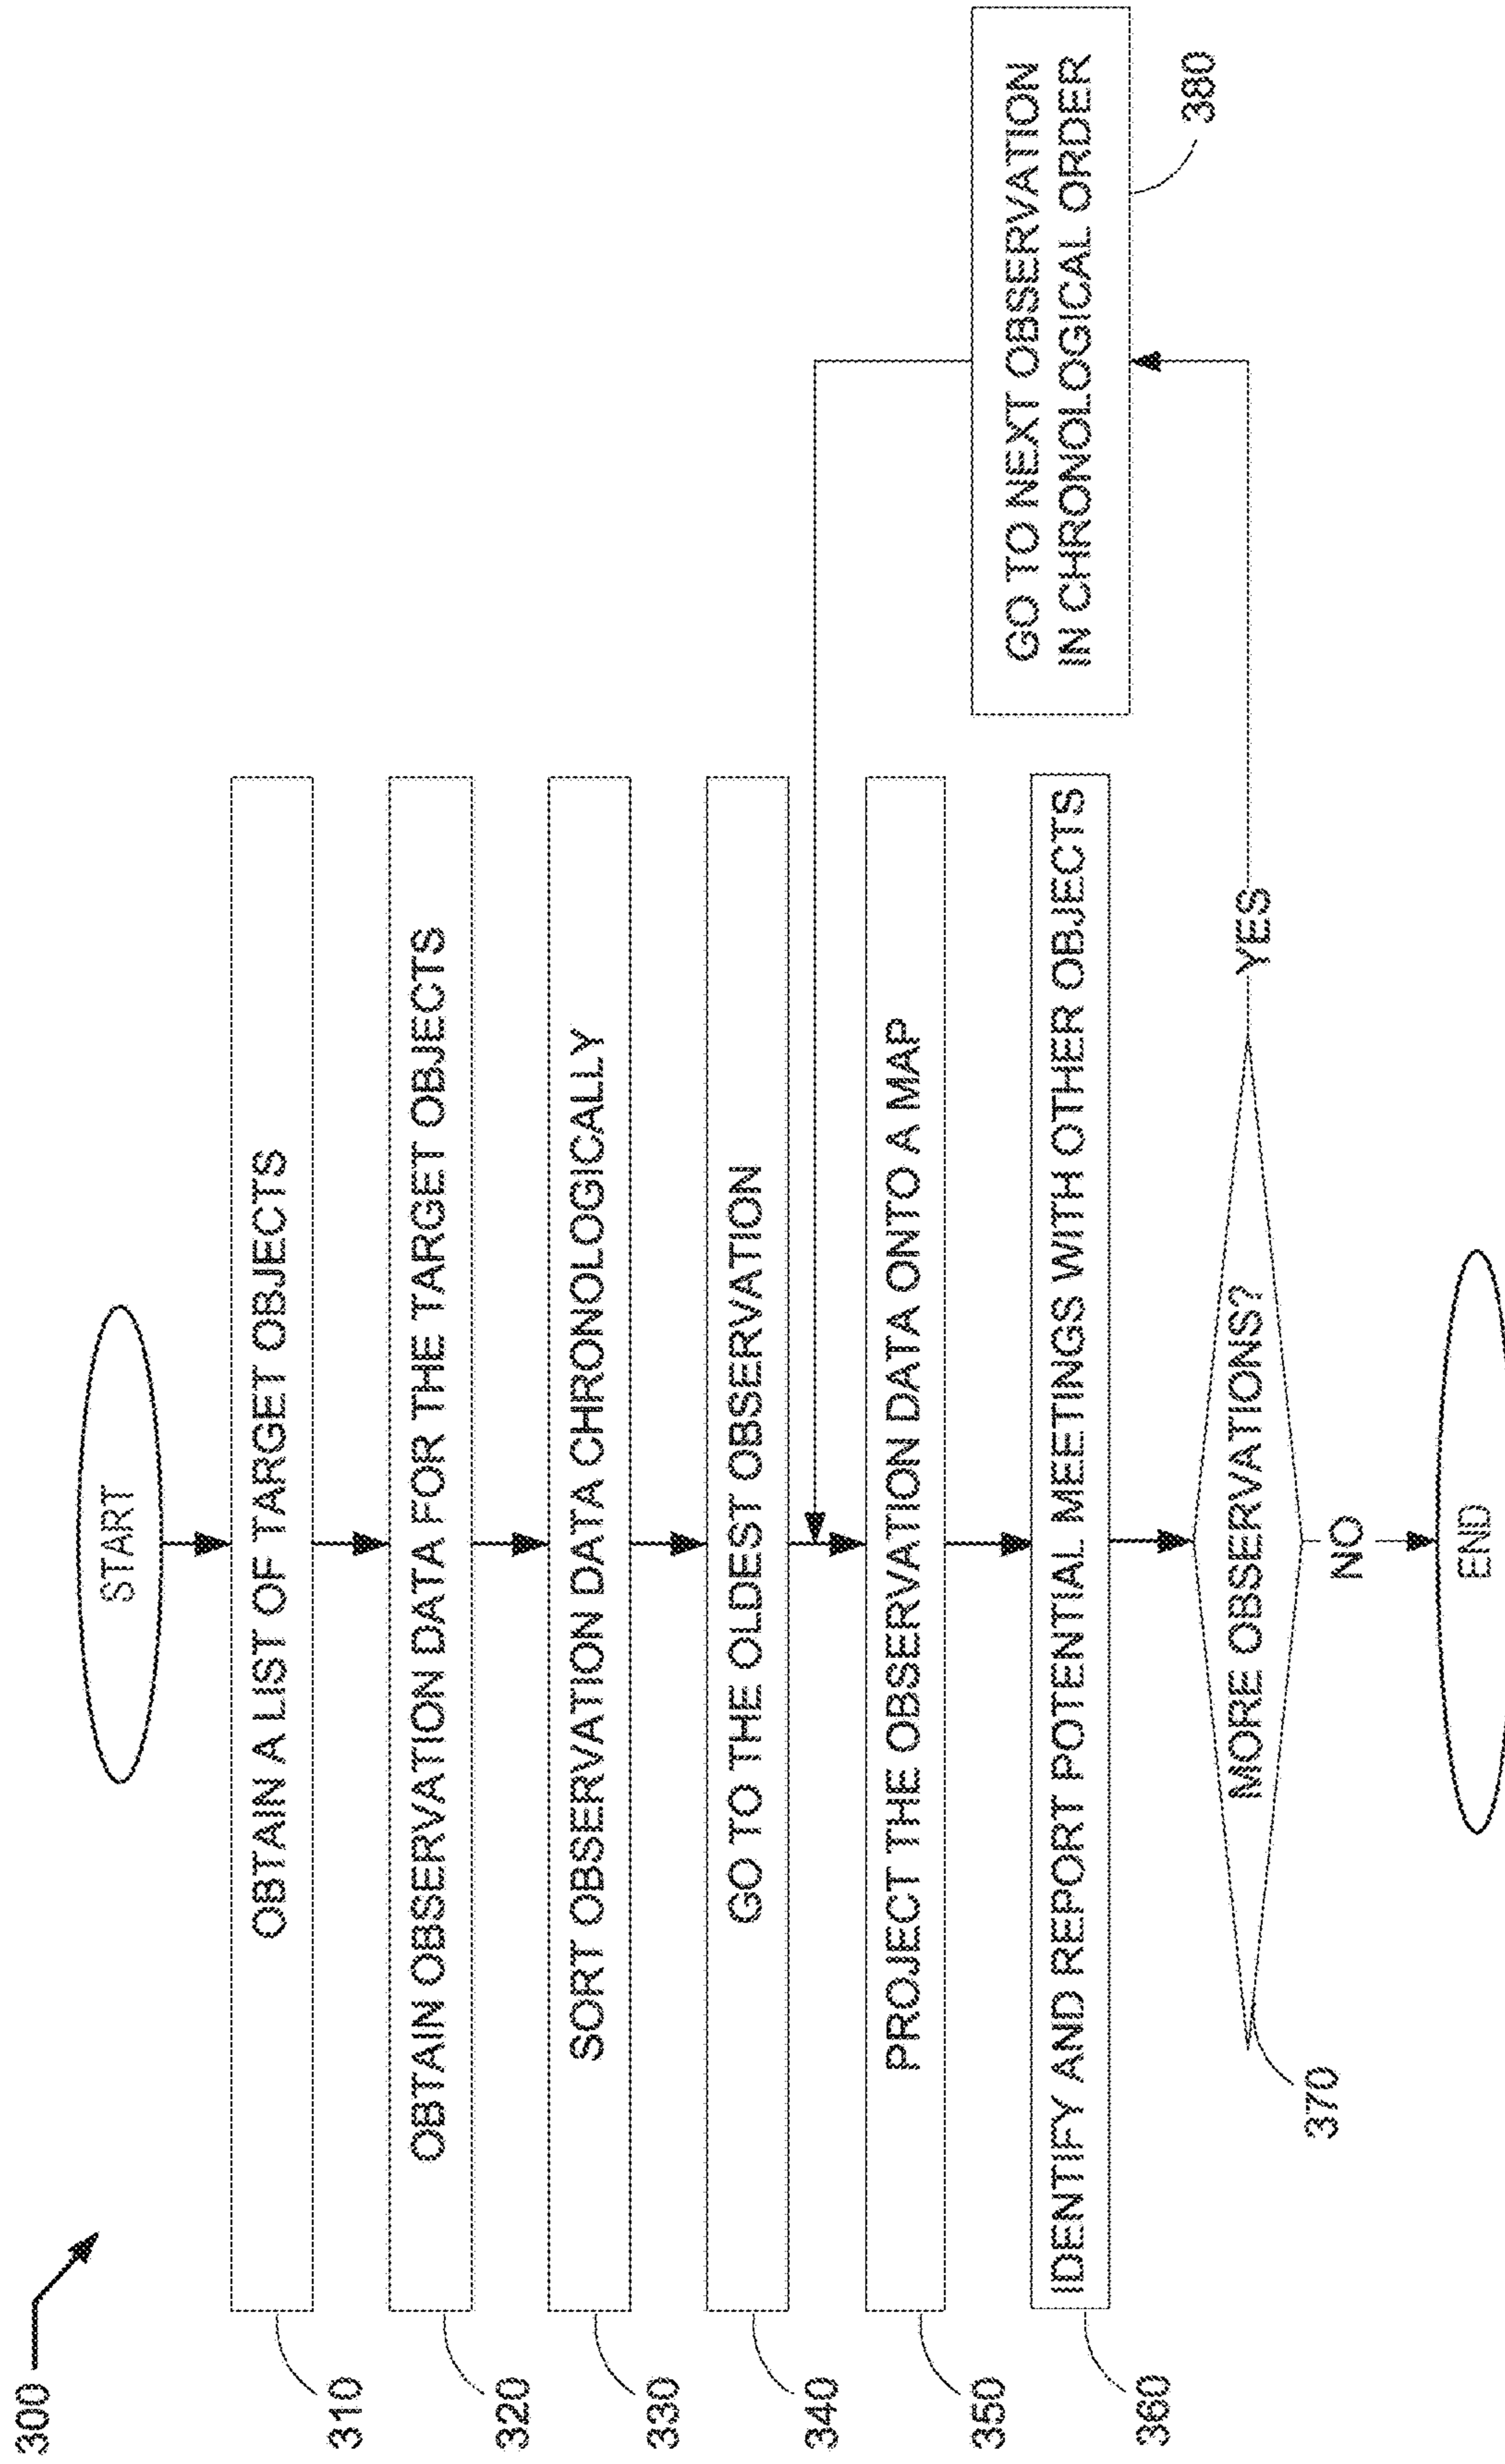 300
START
310
OBTAIN A LIST OF TARGET OBJECTS
320
OBTAIN OBSERVATION DATA FOR THE TARGET OBJECTS
330
SORT OBSERVATION DATA CHRONOLOGICALLY
340
GO TO THE OLDEST OBSERVATION
350
PROJECT THE OBSERVATION DATA ONTO A MAP
360
IDENTIFY AND REPORT POTENTIAL MEETINGS WITH OTHER OBJECTS
370
MORE OBSERVATIONS?
YES
GO TO NEXT OBSERVATION
IN CHRONOLOGICAL ORDER
380
NO
END